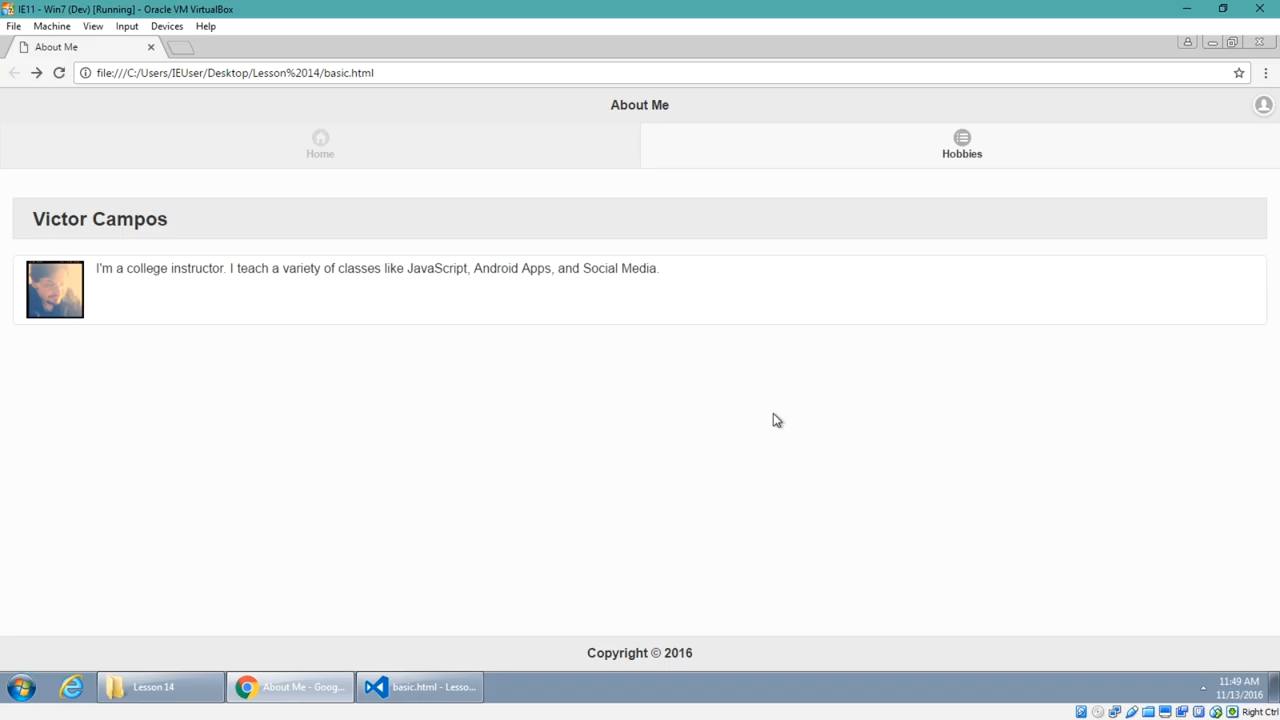 IE11 - Win7 (Dev) [Running] - Oracle VM VirtualBox
File Machine View Input Devices Help
About Me
file:///C:/Users/IEUser/Desktop/Lesson%2014/basic.html
About Me
Home
Hobbies
Victor Campos
I'm a college instructor. I teach a variety of classes like JavaScript, Android Apps, and Social Media.
Copyright © 2016
Lesson 14
About Me - Goog...
basic.html - Lesso...
11:49 AM
11/13/2016
Right Ctrl